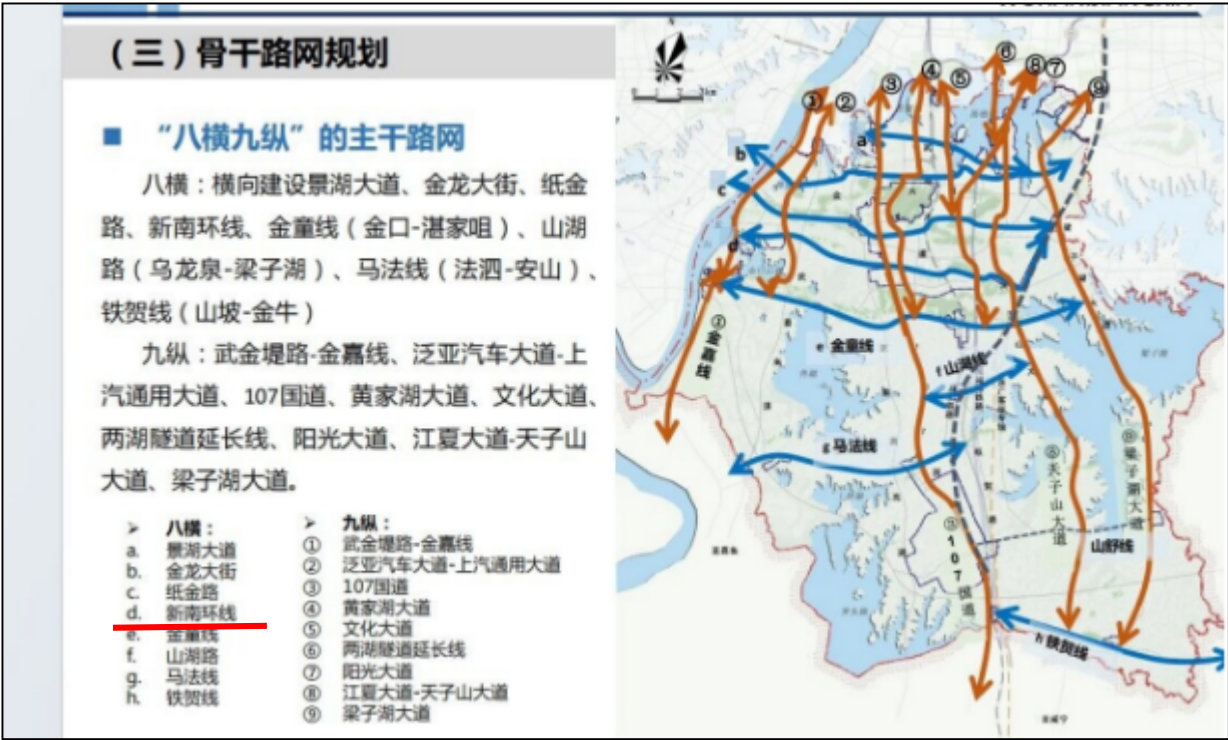 （三）骨干路网规划
■ “八横九纵”的主干路网
八横：横向建设景湖大道、金龙大街、纸金
路、新南环线、金童线（金口-湛家咀）、山湖
路（乌龙泉-梁子湖）、马法线（法泗-安山）、
铁贺线（山坡-金牛）
九纵：武金堤路-金嘉线、泛亚汽车大道-上
汽通用大道、107国道、黄家湖大道、文化大道、
两湖隧道延长线、阳光大道、江夏大道-天子山
大道、梁子湖大道。
➢ 八横：
a. 景湖大道
b. 金龙大街
c. 纸金路
d. 新南环线
e. 金童线
f. 山湖路
g. 马法线
h. 铁贺线
➢ 九纵：
① 武金堤路-金嘉线
② 泛亚汽车大道-上汽通用大道
③ 107国道
④ 黄家湖大道
⑤ 文化大道
⑥ 两湖隧道延长线
⑦ 阳光大道
⑧ 江夏大道-天子山大道
⑨ 梁子湖大道
N
① ② ③ ④ ⑤ ⑥ ⑧ ⑦ ⑨
a
b
c
d
金嘉线
e 金童线
f 山湖线
g 马法线
天子山大道
梁子湖大道
107国道
山野线
h 铁贺线